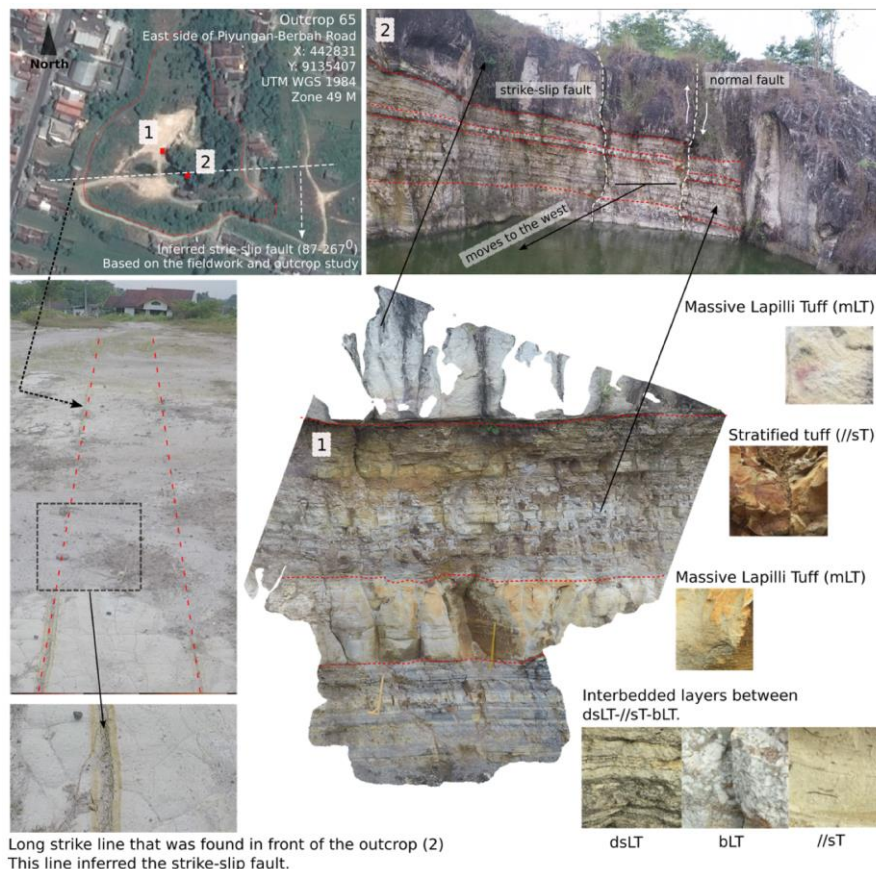 Outcrop 65
East side of Piyungan-Berbah Road
X: 442831
Y: 9135407
UTM WGS 1984
Zone 49 M
North
1
2
Inferred strie-slip fault (87-267⁰)
Based on the fieldwork and outcrop study
2
strike-slip fault
normal fault
moves to the west
1
Massive Lapilli Tuff (mLT)
Stratified tuff (//sT)
Massive Lapilli Tuff (mLT)
Interbedded layers between
dsLT-//sT-bLT.
dsLT
bLT
//sT
Long strike line that was found in front of the outcrop (2)
This line inferred the strike-slip fault.